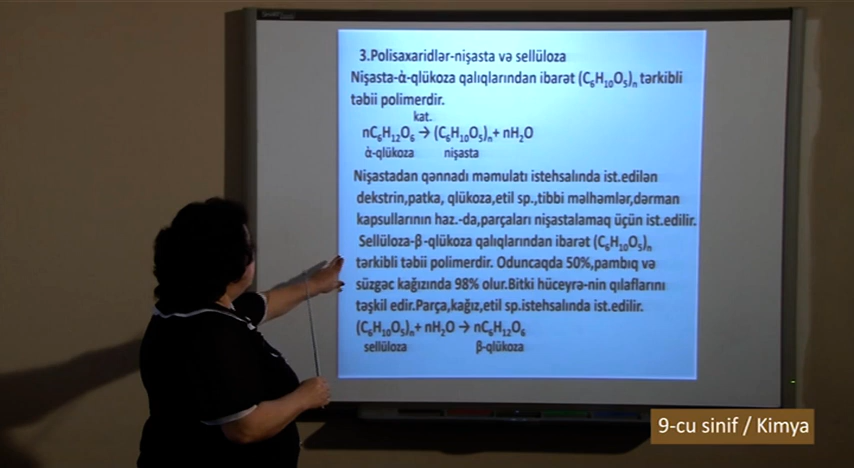 3.Polisaxaridlər-nişasta və sellüloza
Nişasta-ὰ-qlükoza qalıqlarından ibarət (C₆H₁₀O₅)ₙ tərkibli
təbii polimerdir.
kat.
nC₆H₁₂O₆ → (C₆H₁₀O₅)ₙ+ nH₂O
ὰ-qlükoza nişasta
Nişastadan qənnadı məmulatı istehsalında ist.edilən
dekstrin,patka, qlükoza,etil sp.,tibbi məlhəmlər,dərman
kapsullarının haz.-da,parçaları nişastalamaq üçün ist.edilir.
Sellüloza-β-qlükoza qalıqlarından ibarət (C₆H₁₀O₅)ₙ
tərkibli təbii polimerdir. Oduncaqda 50%,pambıq və
süzgəc kağızında 98% olur.Bitki hüceyrə-nin qılaflarını
təşkil edir.Parça,kağız,etil sp.istehsalında ist.edilir.
(C₆H₁₀O₅)ₙ+ nH₂O → nC₆H₁₂O₆
sellüloza β-qlükoza
9-cu sinif / Kimya